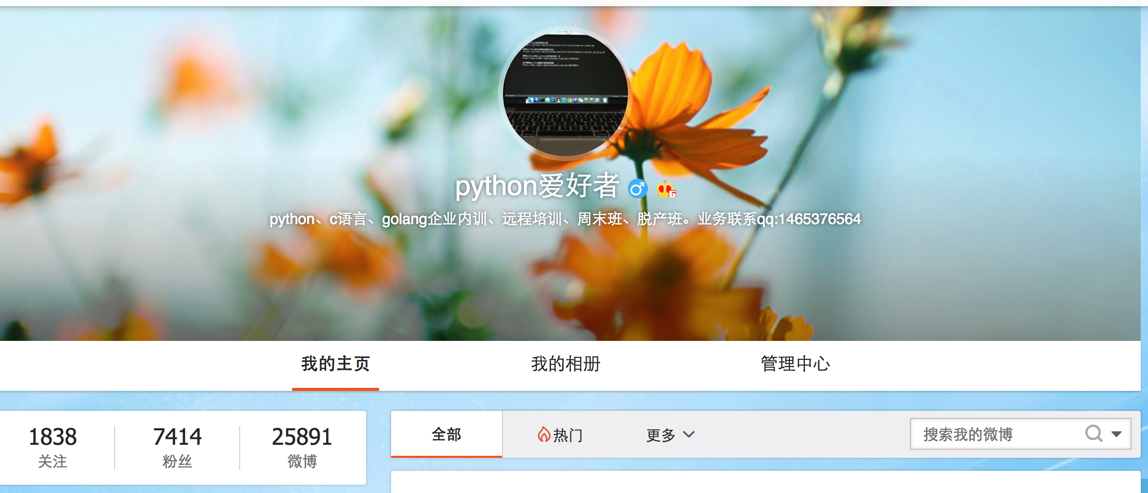 python爱好者
python、c语言、golang企业内训、远程培训、周末班、脱产班。业务联系qq:1465376564
我的主页 我的相册 管理中心
1838 7414 25891
关注 粉丝 微博
全部 热门 更多 搜索我的微博